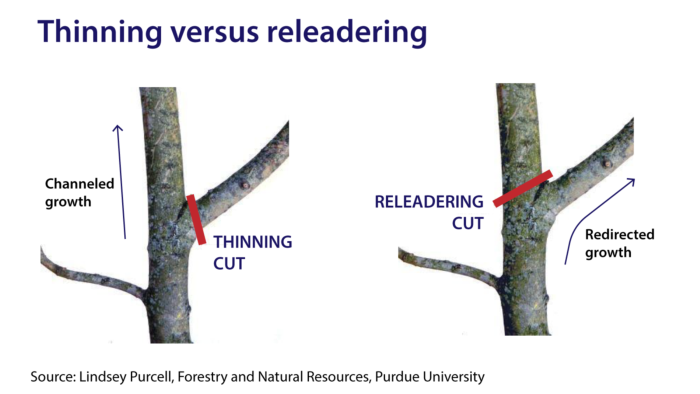 Thinning versus releadering
Channeled
growth
THINNING
CUT
RELEADERING
CUT
Redirected
growth
Source: Lindsey Purcell, Forestry and Natural Resources, Purdue University